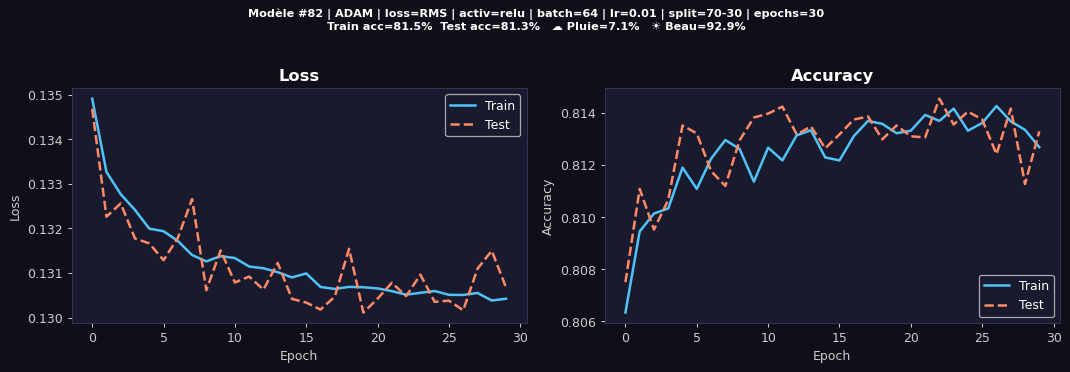 Modèle #82 | ADAM | loss=RMS | activ=relu | batch=64 | lr=0.01 | split=70-30 | epochs=30
Train acc=81.5%  Test acc=81.3%  ☁ Pluie=7.1%  ☀ Beau=92.9%
Loss
0.135
0.134
0.133
0.132
0.131
0.130
Loss
0
5
10
15
20
25
30
Epoch
Train
Test
Accuracy
0.814
0.812
0.810
0.808
0.806
Accuracy
0
5
10
15
20
25
30
Epoch
Train
Test